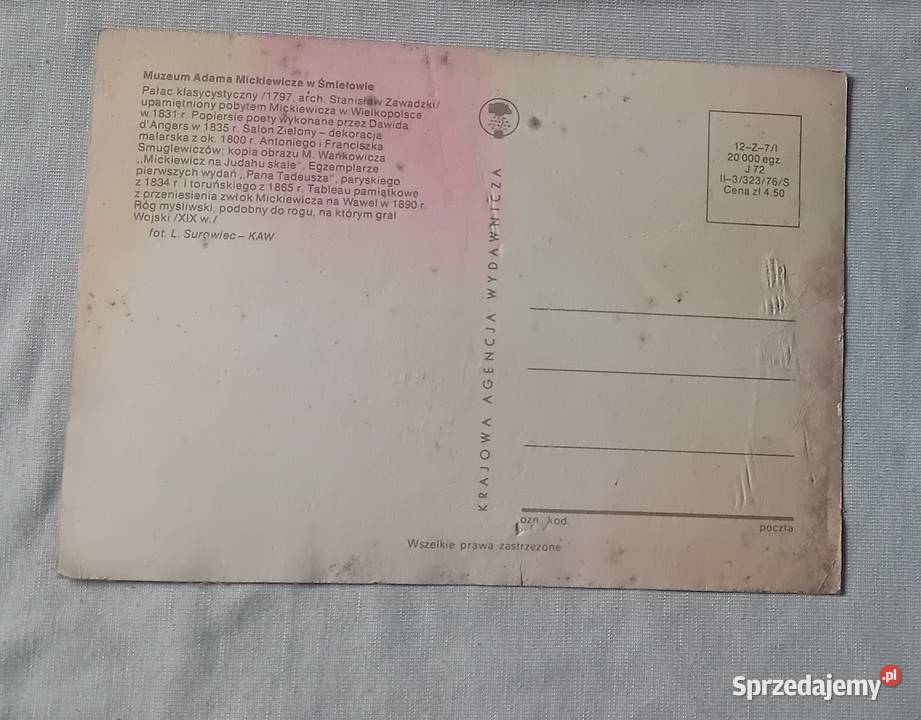 Muzeum Adama Mickiewicza w Śmiełowie
Pałac klasycystyczny /1797, arch. Stanisław Zawadzki/
upamiętniony pobytem Mickiewicza w Wielkopolsce
w 1831 r. Popiersie poety wykonane przez Dawida
d'Angers w 1835 r. Salon Zielony – dekoracja
malarska z ok. 1800 r. Antoniego i Franciszka
Smuglewiczów; kopia obrazu M. Wańkowicza
„Mickiewicz na Judahu skale". Egzemplarze
pierwszych wydań „Pana Tadeusza", paryskiego
z 1834 r. i toruńskiego z 1865 r. Tableau pamiątkowe
z przeniesienia zwłok Mickiewicza na Wawel w 1890 r.
Róg myśliwski, podobny do rogu, na którym grał
Wojski /XIX w./
fot. L. Surowiec – KAW
KRAJOWA AGENCJA WYDAWNICZA
12–Z–7/I
20 000 egz.
J 72
II–3/323/76/S
Cena zł 4.50
ozn. kod.
poczta
Wszelkie prawa zastrzeżone
Sprzedajemy.pl